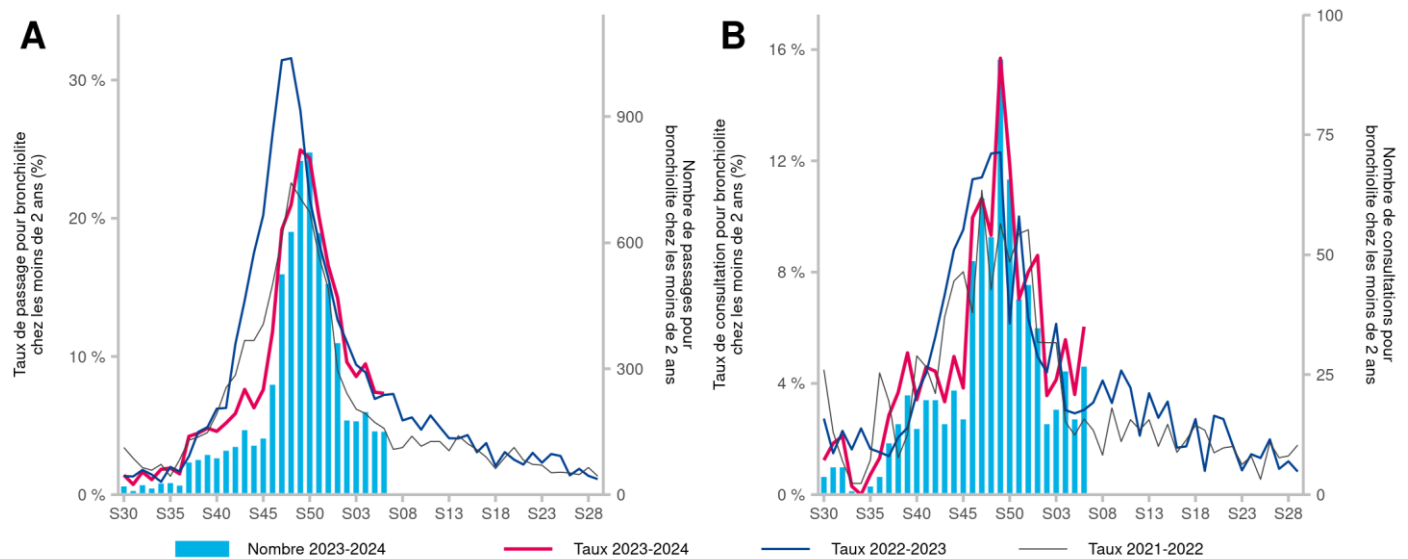 A
Taux de passage pour bronchiolite
chez les moins de 2 ans (%)
30 %
20 %
10 %
0 %
900
600
300
0
Nombre de passages pour
bronchiolite chez les moins de 2 ans
S30 S35 S40 S45 S50 S03 S08 S13 S18 S23 S28
B
Taux de consultation pour bronchiolite
chez les moins de 2 ans (%)
16 %
12 %
8 %
4 %
0 %
100
75
50
25
0
Nombre de consultations pour
bronchiolite chez les moins de 2 ans
S30 S35 S40 S45 S50 S03 S08 S13 S18 S23 S28
Nombre 2023-2024 Taux 2023-2024 Taux 2022-2023 Taux 2021-2022